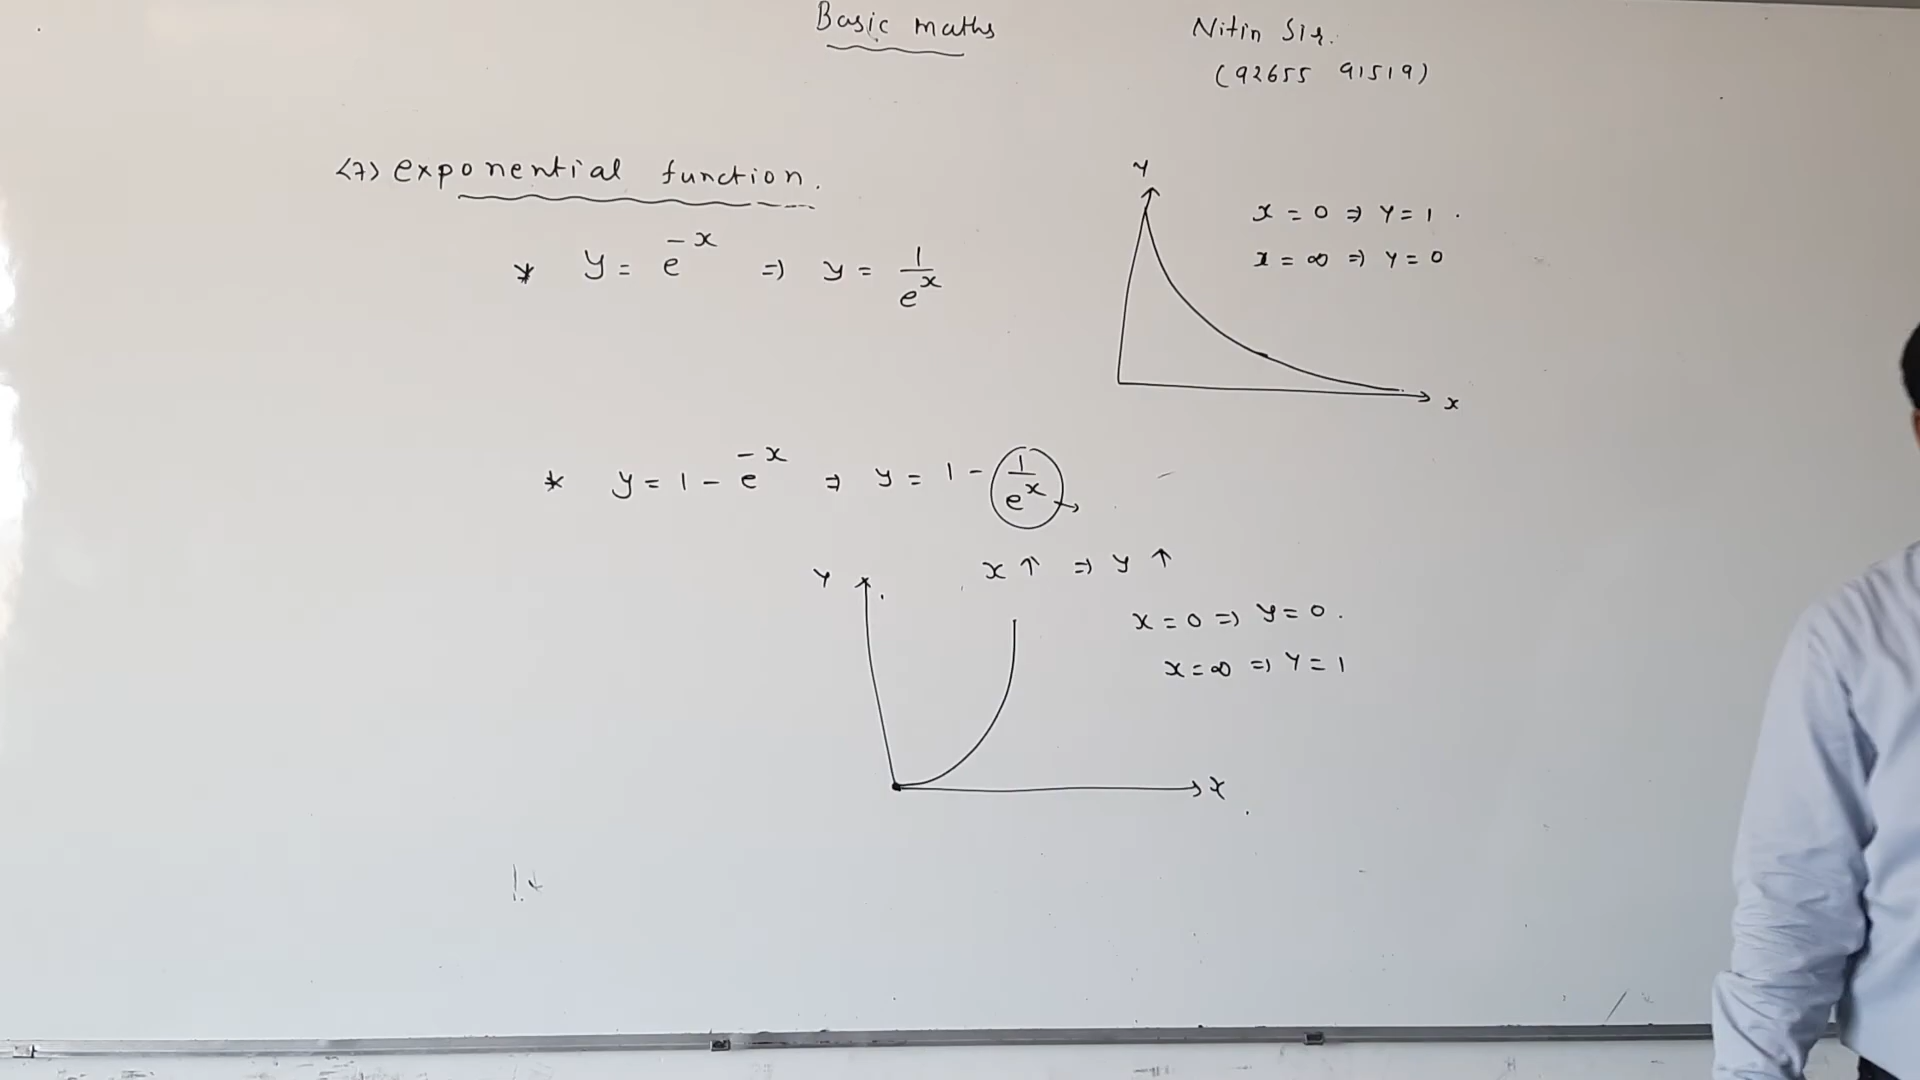 Basic maths
Nitin Sir.
(92655 91519)
<7> exponential function.
* y = e^{-x} ⇒ y = 1/e^x
Y
x = 0 ⇒ Y = 1 .
x = ∞ ⇒ Y = 0
x
* y = 1 - e^{-x} ⇒ y = 1 - 1/e^x →
x ↑ ⇒ y ↑
Y
x = 0 ⇒ y = 0 .
x = ∞ ⇒ Y = 1
x